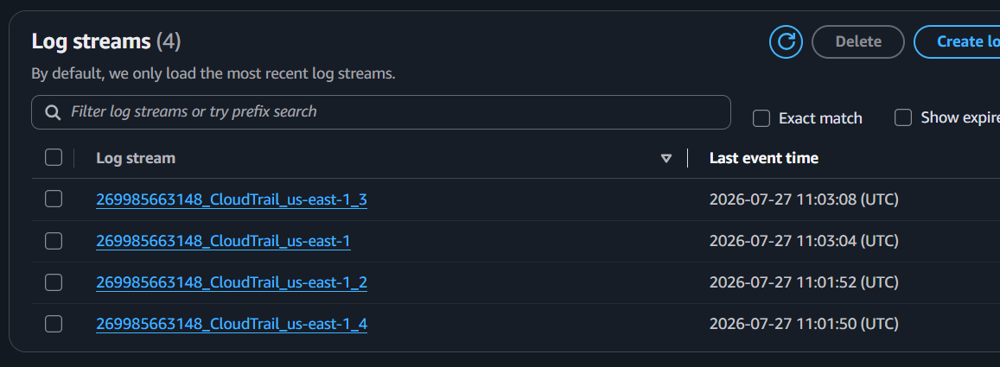 Log streams (4)
Delete
Create lo
By default, we only load the most recent log streams.
Filter log streams or try prefix search
Exact match
Show expire
Log stream
Last event time
269985663148_CloudTrail_us-east-1_3
2026-07-27 11:03:08 (UTC)
269985663148_CloudTrail_us-east-1
2026-07-27 11:03:04 (UTC)
269985663148_CloudTrail_us-east-1_2
2026-07-27 11:01:52 (UTC)
269985663148_CloudTrail_us-east-1_4
2026-07-27 11:01:50 (UTC)